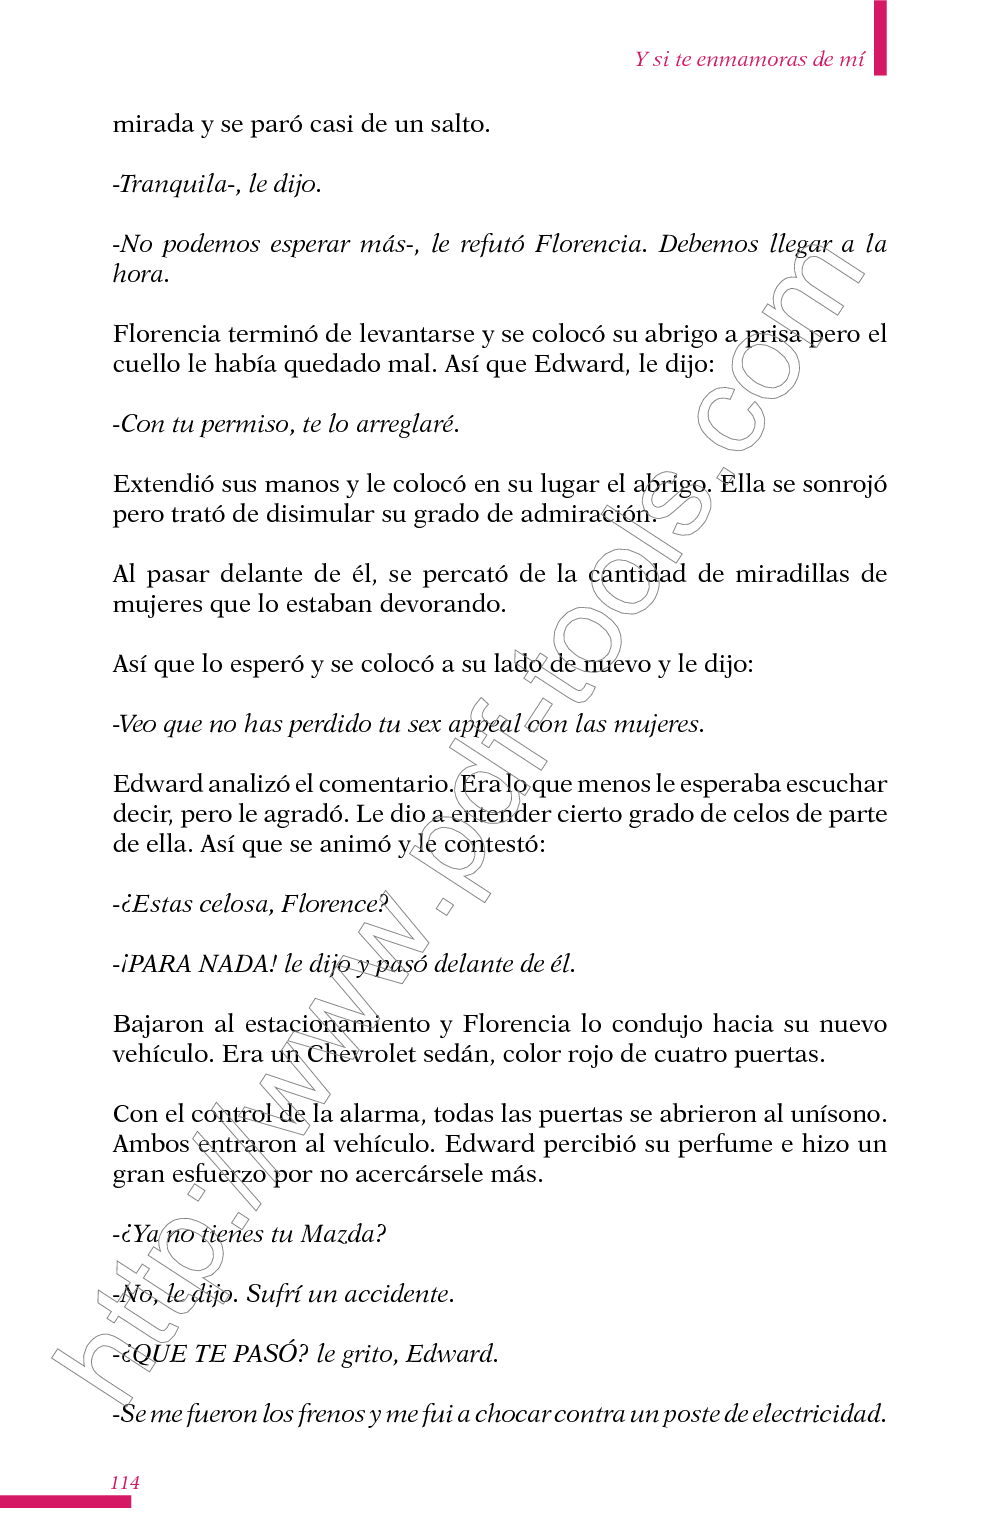 Y si te enmamoras de mí
mirada y se paró casi de un salto.
-Tranquila-, le dijo.
-No podemos esperar más-, le refutó Florencia. Debemos llegar a la
hora.
Florencia terminó de levantarse y se colocó su abrigo a prisa pero el
cuello le había quedado mal. Así que Edward, le dijo:
-Con tu permiso, te lo arreglaré.
Extendió sus manos y le colocó en su lugar el abrigo. Ella se sonrojó
pero trató de disimular su grado de admiración.
Al pasar delante de él, se percató de la cantidad de miradillas de
mujeres que lo estaban devorando.
Así que lo esperó y se colocó a su lado de nuevo y le dijo:
-Veo que no has perdido tu sex appeal con las mujeres.
Edward analizó el comentario. Era lo que menos le esperaba escuchar
decir, pero le agradó. Le dio a entender cierto grado de celos de parte
de ella. Así que se animó y le contestó:
-¿Estas celosa, Florence?
-¡PARA NADA! le dijo y pasó delante de él.
Bajaron al estacionamiento y Florencia lo condujo hacia su nuevo
vehículo. Era un Chevrolet sedán, color rojo de cuatro puertas.
Con el control de la alarma, todas las puertas se abrieron al unísono.
Ambos entraron al vehículo. Edward percibió su perfume e hizo un
gran esfuerzo por no acercársele más.
-¿Ya no tienes tu Mazda?
-No, le dijo. Sufrí un accidente.
-¿QUE TE PASÓ? le grito, Edward.
-Se me fueron los frenos y me fui a chocar contra un poste de electricidad.
114
http://www.pdf-tools.com